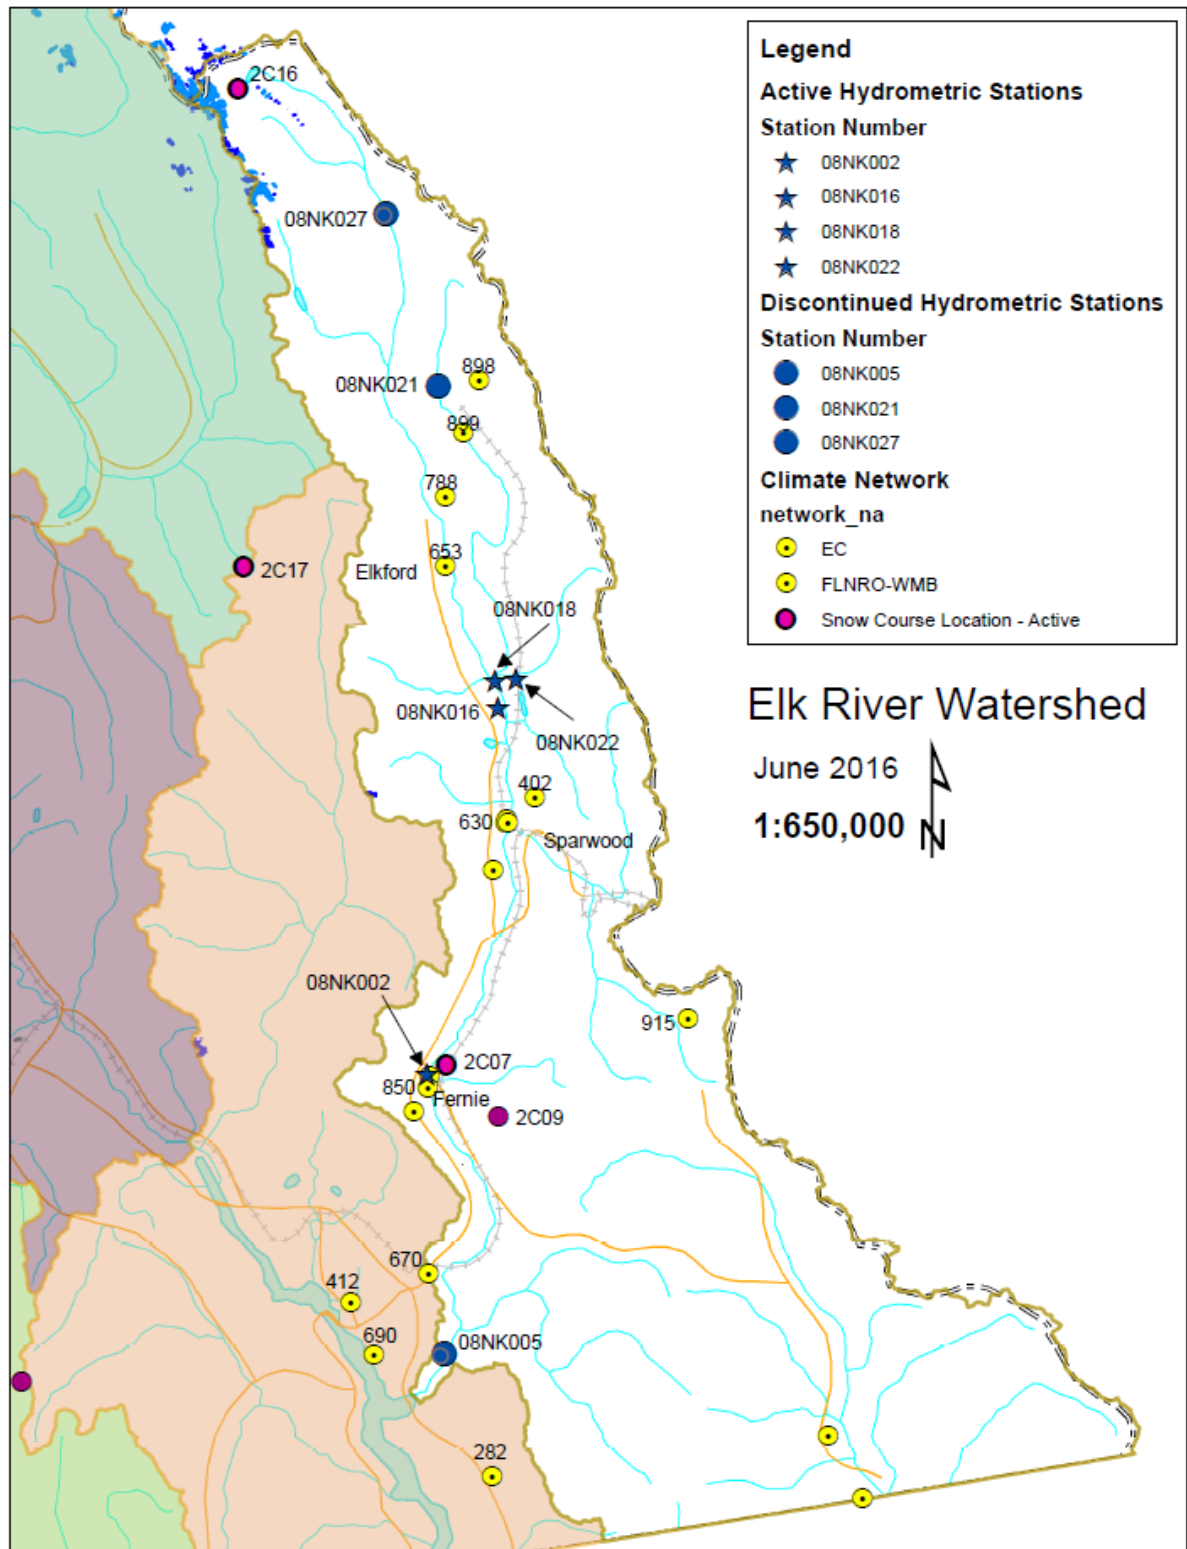 Legend
Active Hydrometric Stations
Station Number
08NK002
08NK016
08NK018
08NK022
Discontinued Hydrometric Stations
Station Number
08NK005
08NK021
08NK027
Climate Network
network_na
EC
FLNRO-WMB
Snow Course Location - Active
Elk River Watershed
June 2016
1:650,000
N
2C16
08NK027
898
08NK021
899
788
653
Elkford
2C17
08NK018
08NK016
08NK022
402
630
Sparwood
08NK002
915
2C07
850
Fernie
2C09
670
412
690
08NK005
282